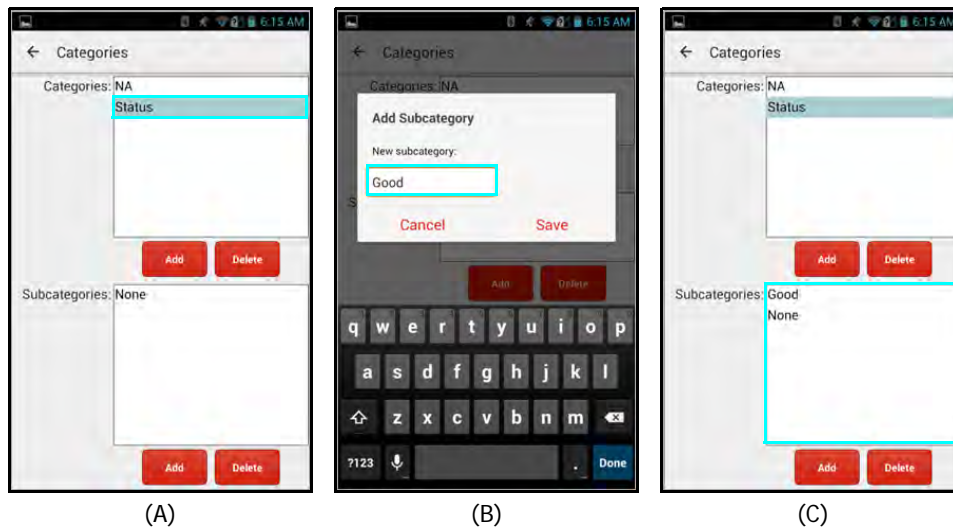 6:15 AM
Categories
Categories: NA
Status
Add Delete
Subcategories: None
Add Delete
(A)
6:15 AM
Categories
Categories: NA
Add Subcategory
New subcategory:
Good
S
Cancel Save
Add Delete
q w e r t y u i o p
a s d f g h j k l
z x c v b n m
?123 . Done
(B)
6:15 AM
Categories
Categories: NA
Status
Add Delete
Subcategories: Good
None
Add Delete
(C)